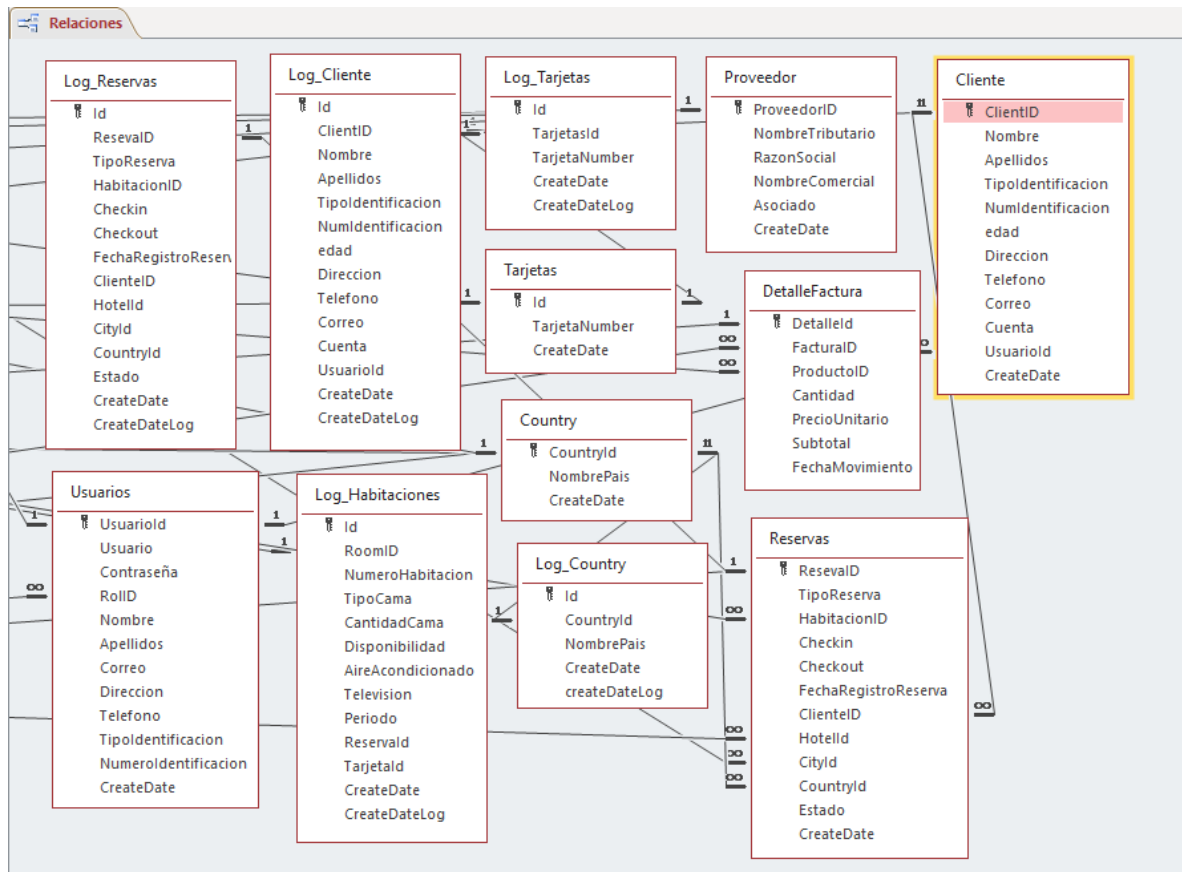 Relaciones
Log_Reservas
Id
ResevaID
TipoReserva
HabitacionID
Checkin
Checkout
FechaRegistroReserv
ClienteID
HotelId
CityId
CountryId
Estado
CreateDate
CreateDateLog
Log_Cliente
Id
ClientID
Nombre
Apellidos
TipoIdentificacion
NumIdentificacion
edad
Direccion
Telefono
Correo
Cuenta
UsuarioId
CreateDate
CreateDateLog
Log_Tarjetas
Id
TarjetasId
TarjetaNumber
CreateDate
CreateDateLog
Proveedor
ProveedorID
NombreTributario
RazonSocial
NombreComercial
Asociado
CreateDate
Cliente
ClientID
Nombre
Apellidos
TipoIdentificacion
NumIdentificacion
edad
Direccion
Telefono
Correo
Cuenta
UsuarioId
CreateDate
Tarjetas
Id
TarjetaNumber
CreateDate
DetalleFactura
DetalleId
FacturaID
ProductoID
Cantidad
PrecioUnitario
Subtotal
FechaMovimiento
Country
CountryId
NombrePais
CreateDate
Usuarios
UsuarioId
Usuario
Contraseña
RolID
Nombre
Apellidos
Correo
Direccion
Telefono
TipoIdentificacion
NumeroIdentificacion
CreateDate
Log_Habitaciones
Id
RoomID
NumeroHabitacion
TipoCama
CantidadCama
Disponibilidad
AireAcondicionado
Television
Periodo
ReservaId
TarjetaId
CreateDate
CreateDateLog
Log_Country
Id
CountryId
NombrePais
CreateDate
createDateLog
Reservas
ResevaID
TipoReserva
HabitacionID
Checkin
Checkout
FechaRegistroReserva
ClienteID
HotelId
CityId
CountryId
Estado
CreateDate